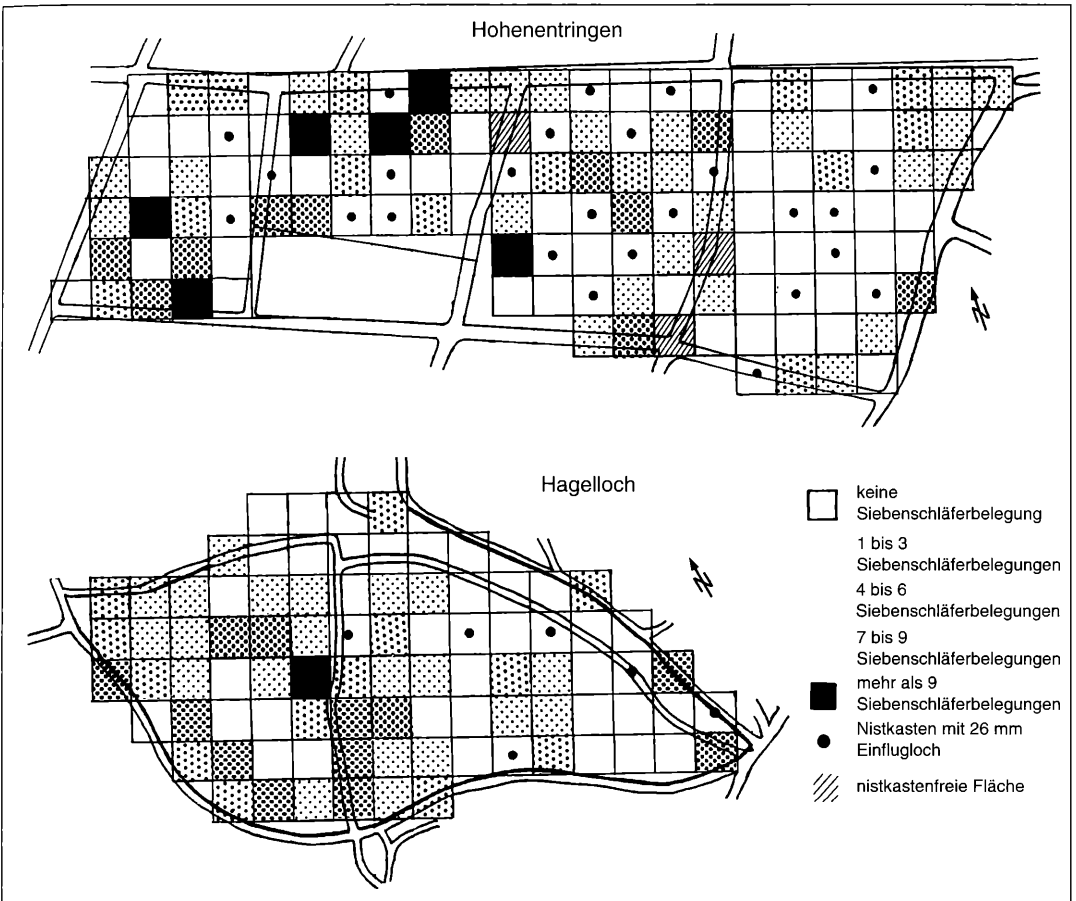 Hohenentringen
N
Hagelloch
N
keine
Siebenschläferbelegung
1 bis 3
Siebenschläferbelegungen
4 bis 6
Siebenschläferbelegungen
7 bis 9
Siebenschläferbelegungen
mehr als 9
Siebenschläferbelegungen
Nistkasten mit 26 mm
Einflugloch
nistkastenfreie Fläche